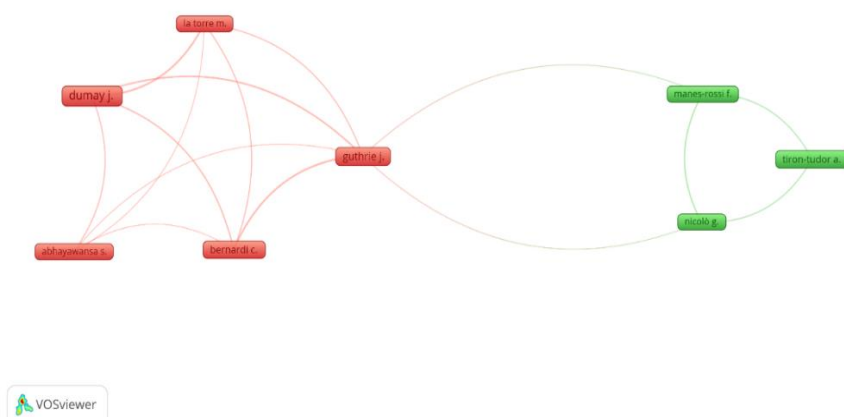 la torre m.
dumay j.
manes-rossi f.
guthrie j.
tiron-tudor a.
nicolò g.
abhayawansa s.
bernardi c.
VOSviewer